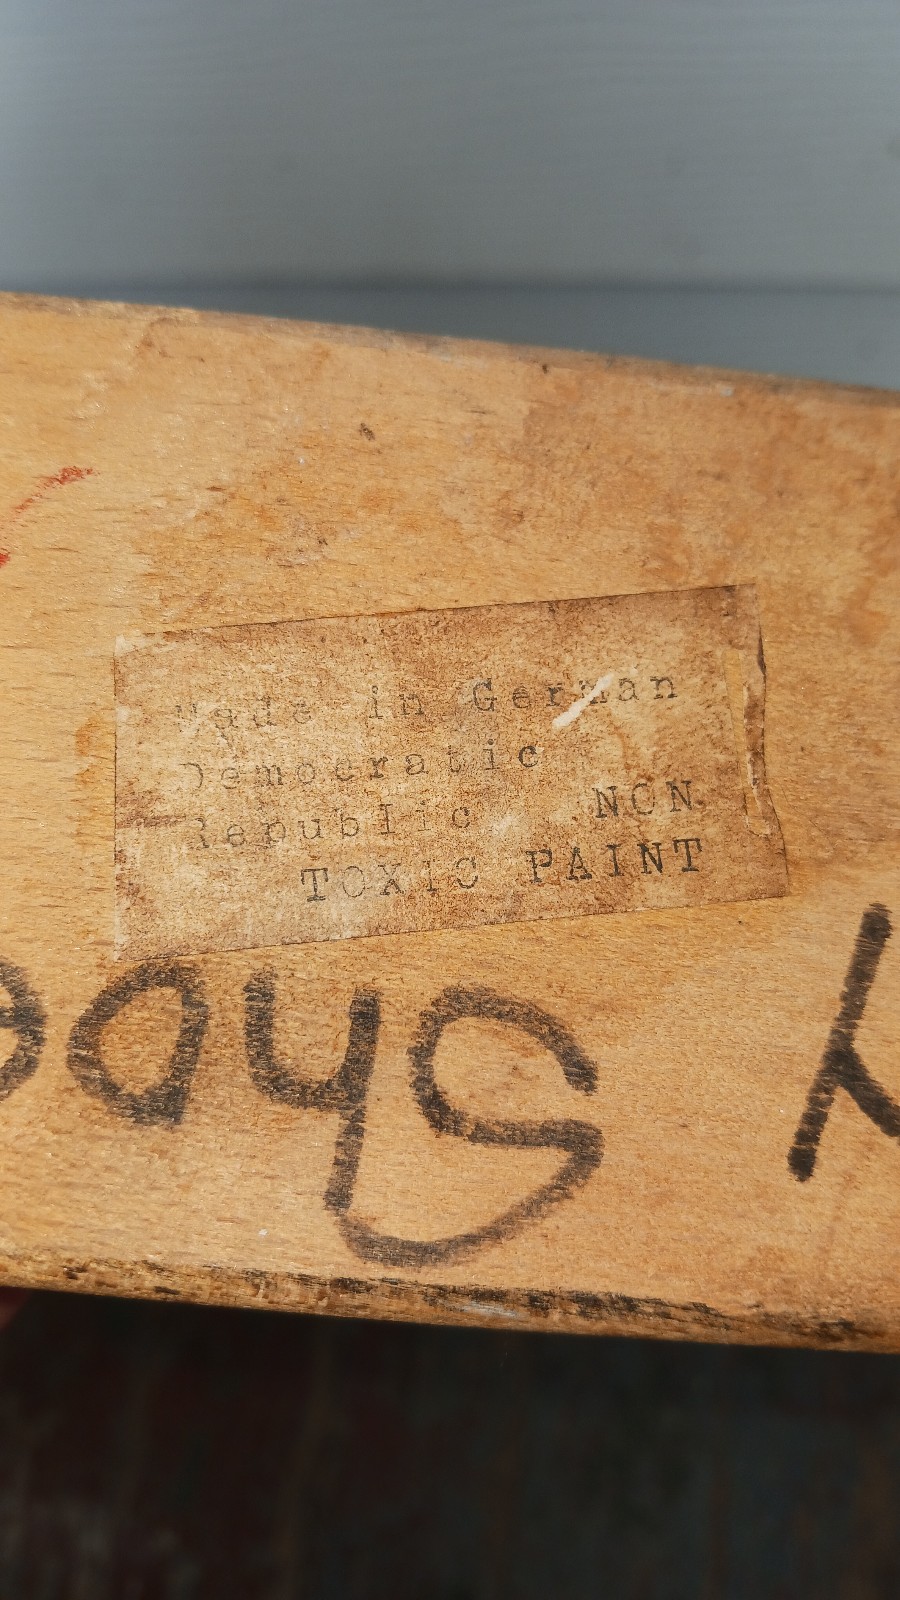 Made in German
Democratic
Republic NON
TOXIC PAINT